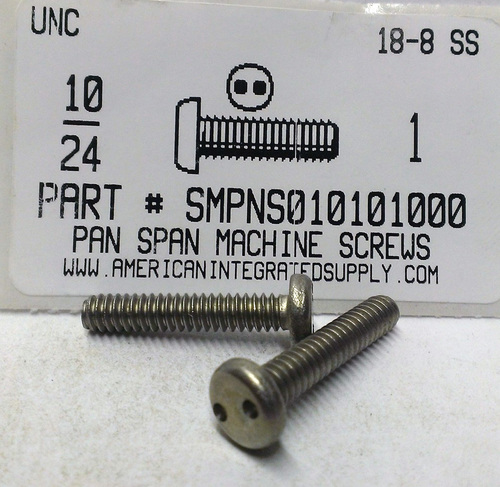 UNC
18-8 SS
10
24
1
PART # SMPNS010101000
PAN SPAN MACHINE SCREWS
WWW.AMERICANINTEGRATEDSUPPLY.COM